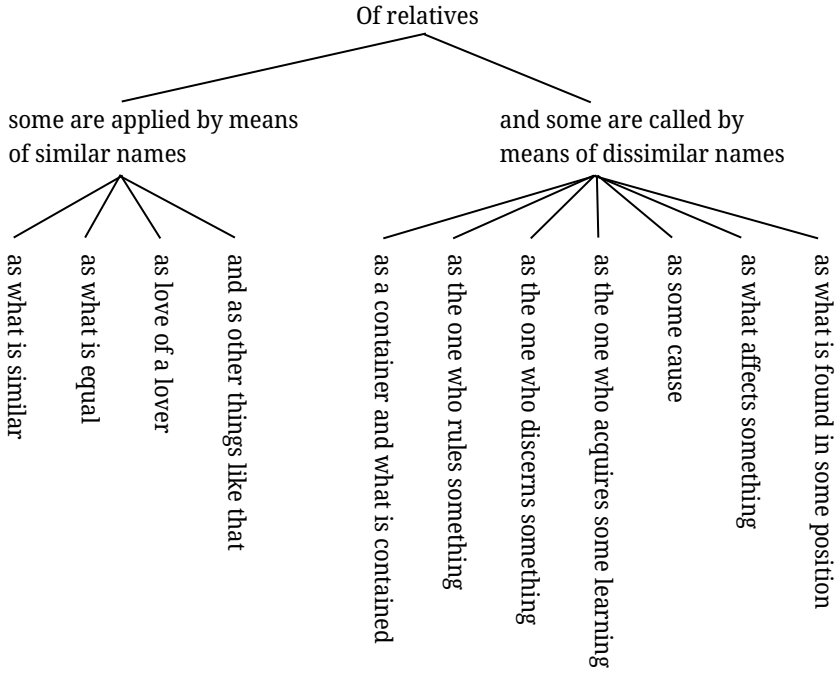 Of relatives
some are applied by means
of similar names
and some are called by
means of dissimilar names
as what is similar
as what is equal
as love of a lover
and as other things like that
as a container and what is contained
as the one who rules something
as the one who discerns something
as the one who acquires some learning
as some cause
as what affects something
as what is found in some position